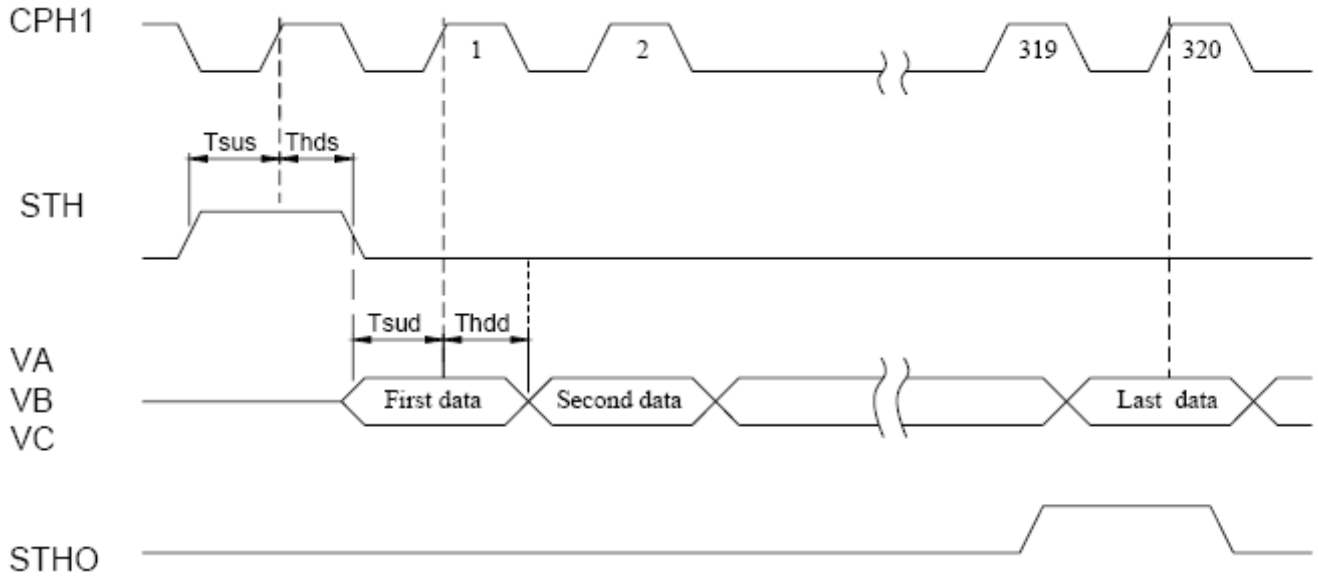 CPH1
1
2
319
320
Tsus
Thds
STH
Tsud
Thdd
VA
VB
VC
First data
Second data
Last data
STHO